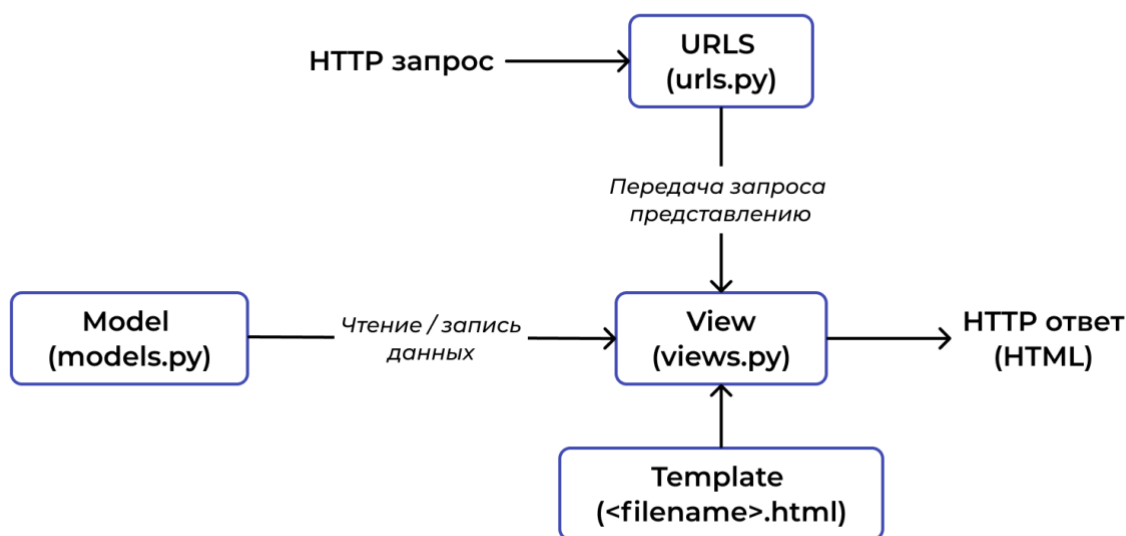 HTTP запрос
URLS
(urls.py)
Передача запроса
представлению
Model
(models.py)
Чтение / запись
данных
View
(views.py)
HTTP ответ
(HTML)
Template
(<filename>.html)